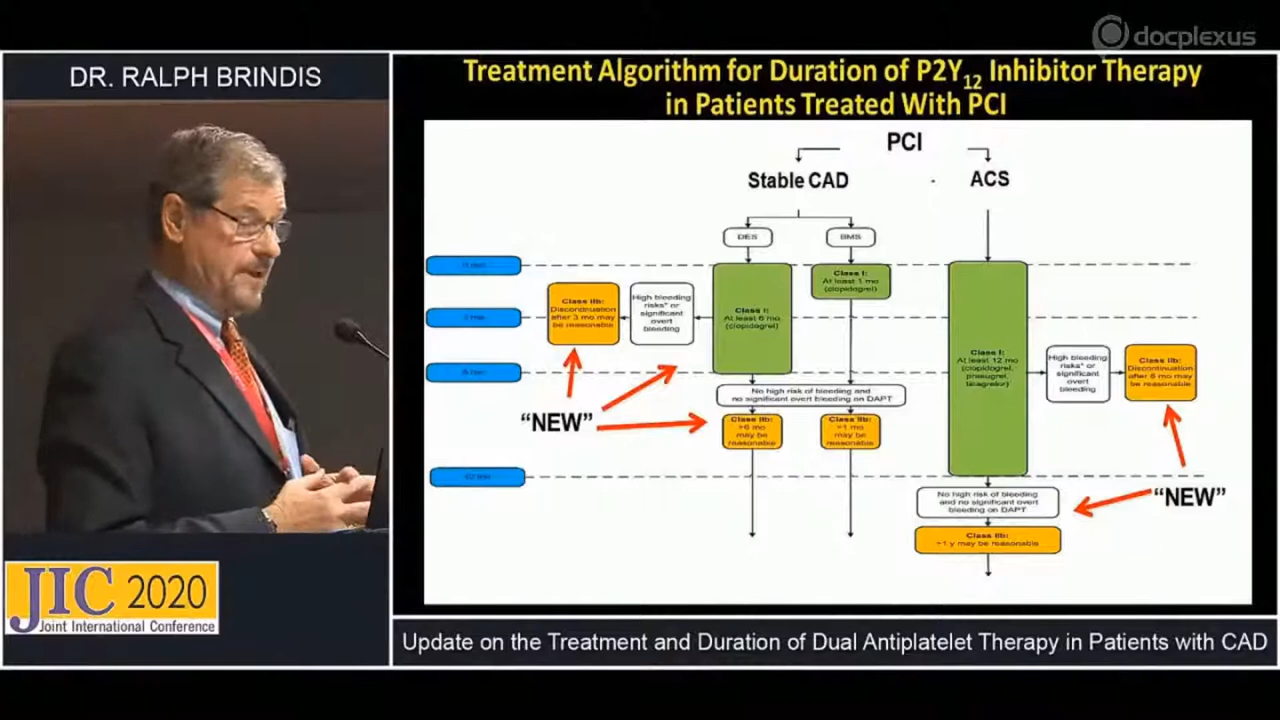 docplexus
DR. RALPH BRINDIS
Treatment Algorithm for Duration of P2Y12 Inhibitor Therapy
in Patients Treated With PCI
PCI
Stable CAD
ACS
DES
BMS
Class I:
At least 1 mo
(clopidogrel)
Class IIb:
Discontinuation
after 3 mo may
be reasonable
High bleeding
risks* or
significant
overt
bleeding
Class I:
At least 6 mo
(clopidogrel)
Class I:
At least 12 mo
(clopidogrel,
prasugrel,
ticagrelor)
High bleeding
risks* or
significant
overt
bleeding
Class IIb:
Discontinuation
after 6 mo may
be reasonable
No high risk of bleeding and
no significant overt bleeding on DAPT
"NEW"
Class IIb:
>6 mo
may be
reasonable
Class IIb:
>1 mo
may be
reasonable
12 mo
No high risk of bleeding
and no significant overt
bleeding on DAPT
"NEW"
Class IIb:
>1 y may be reasonable
JIC 2020
Joint International Conference
Update on the Treatment and Duration of Dual Antiplatelet Therapy in Patients with CAD